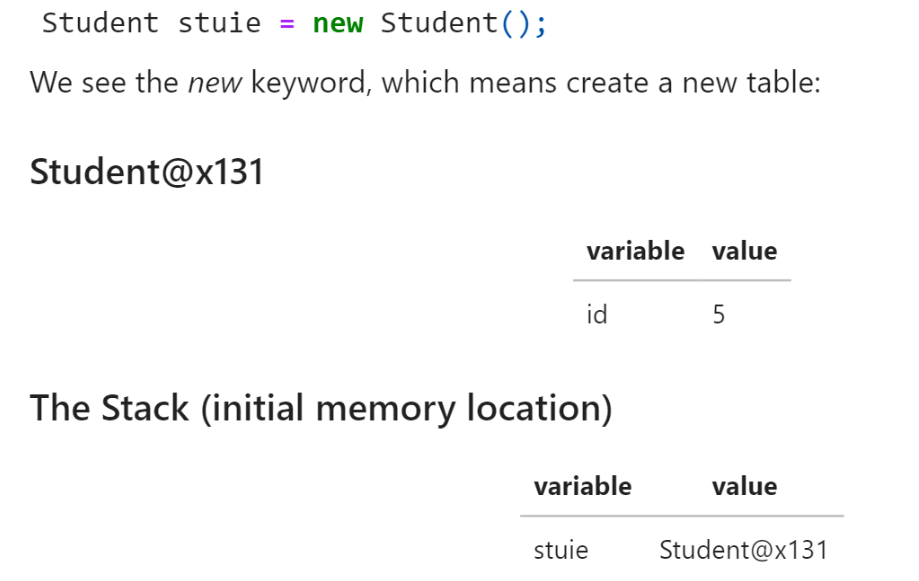 Student stuie = new Student();
We see the new keyword, which means create a new table:
Student@x131
variable value
id 5
The Stack (initial memory location)
variable value
stuie Student@x131